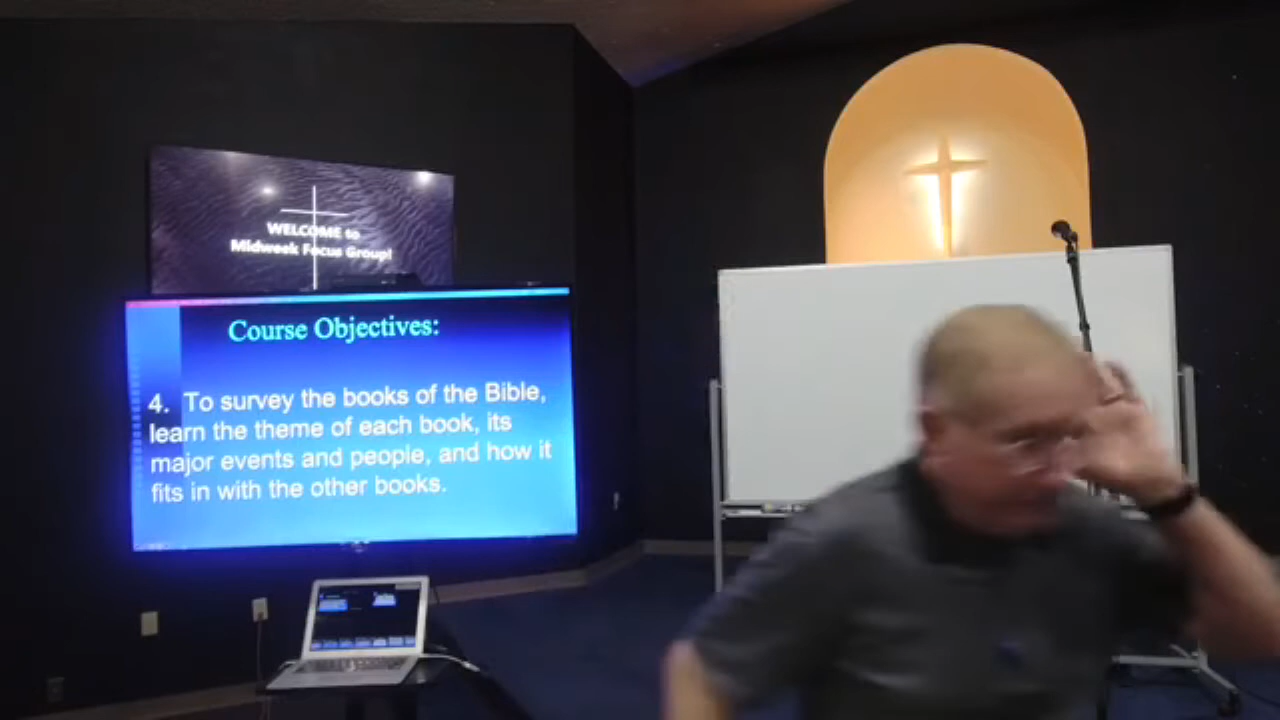 WELCOME to
Midweek Focus Group!
Course Objectives:
4. To survey the books of the Bible,
learn the theme of each book, its
major events and people, and how it
fits in with the other books.